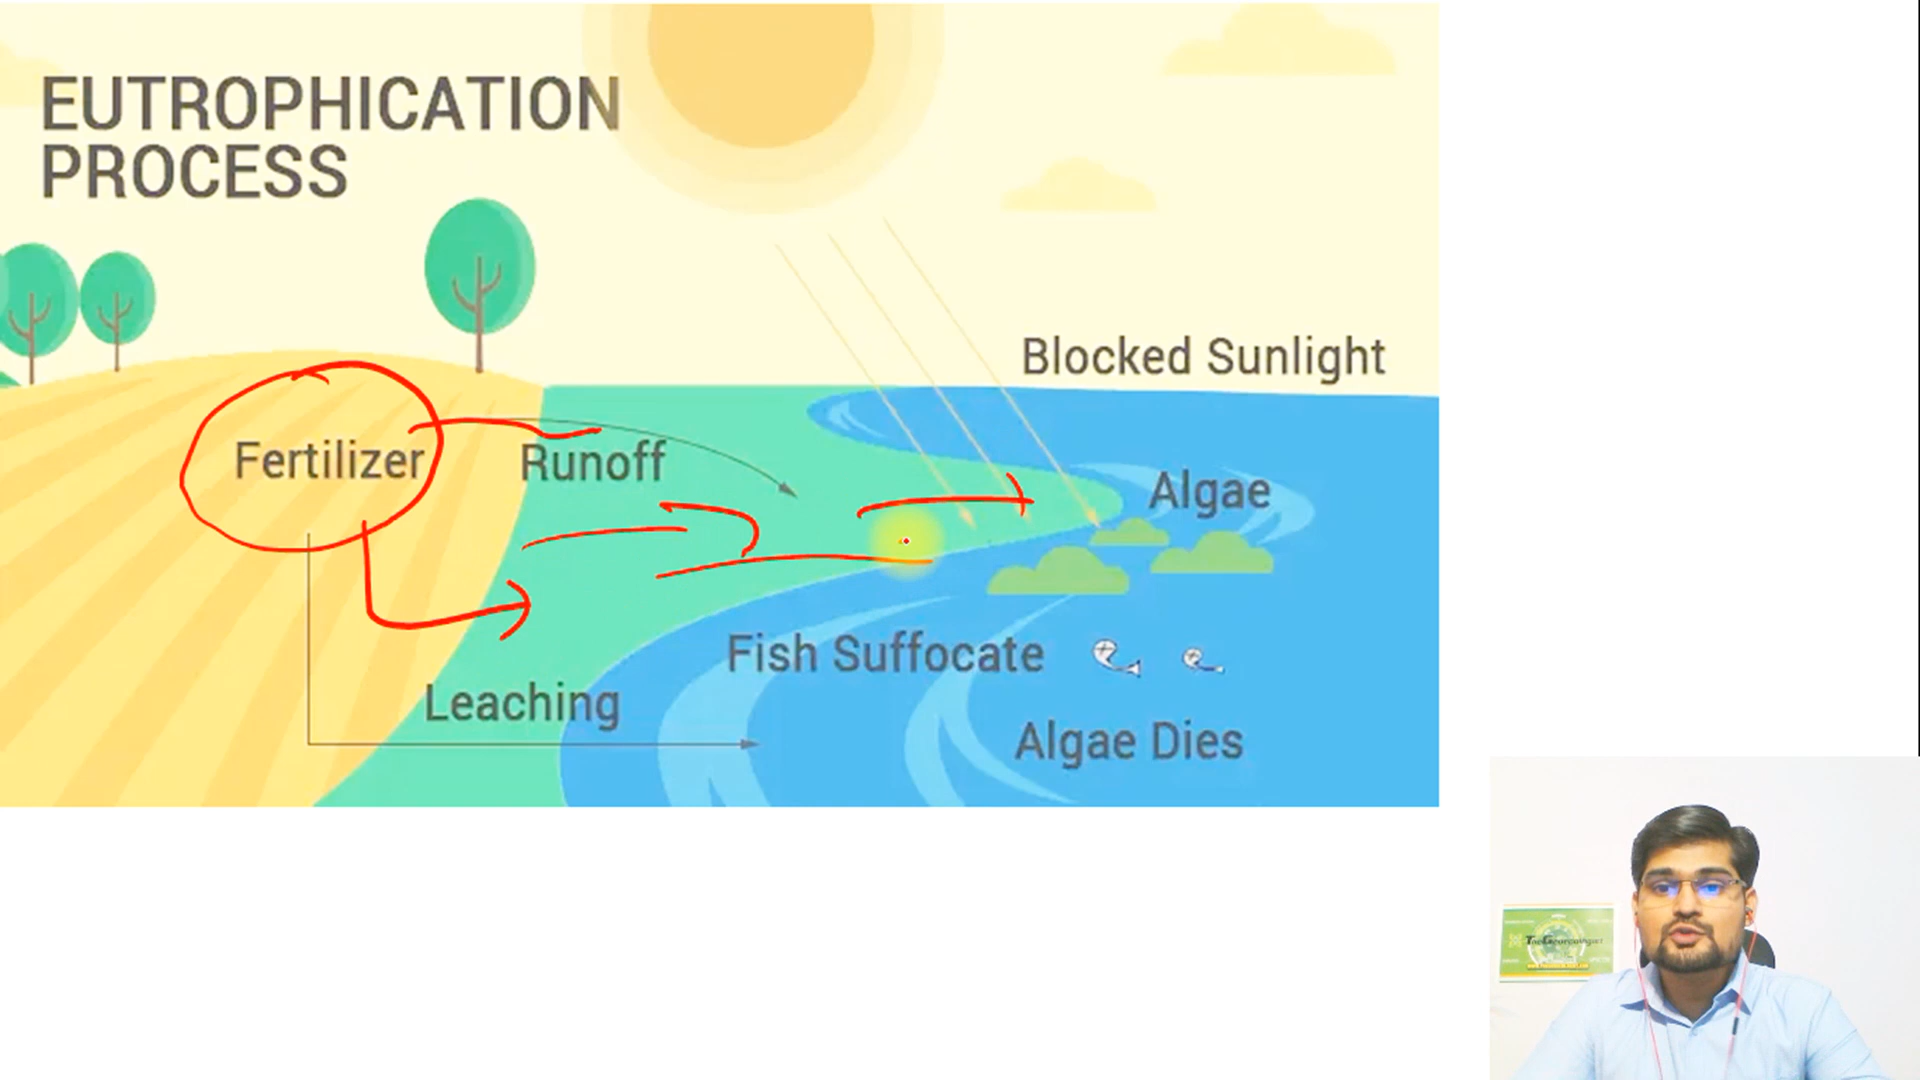 EUTROPHICATION
PROCESS
Blocked Sunlight
Fertilizer
Runoff
Algae
Fish Suffocate
Leaching
Algae Dies